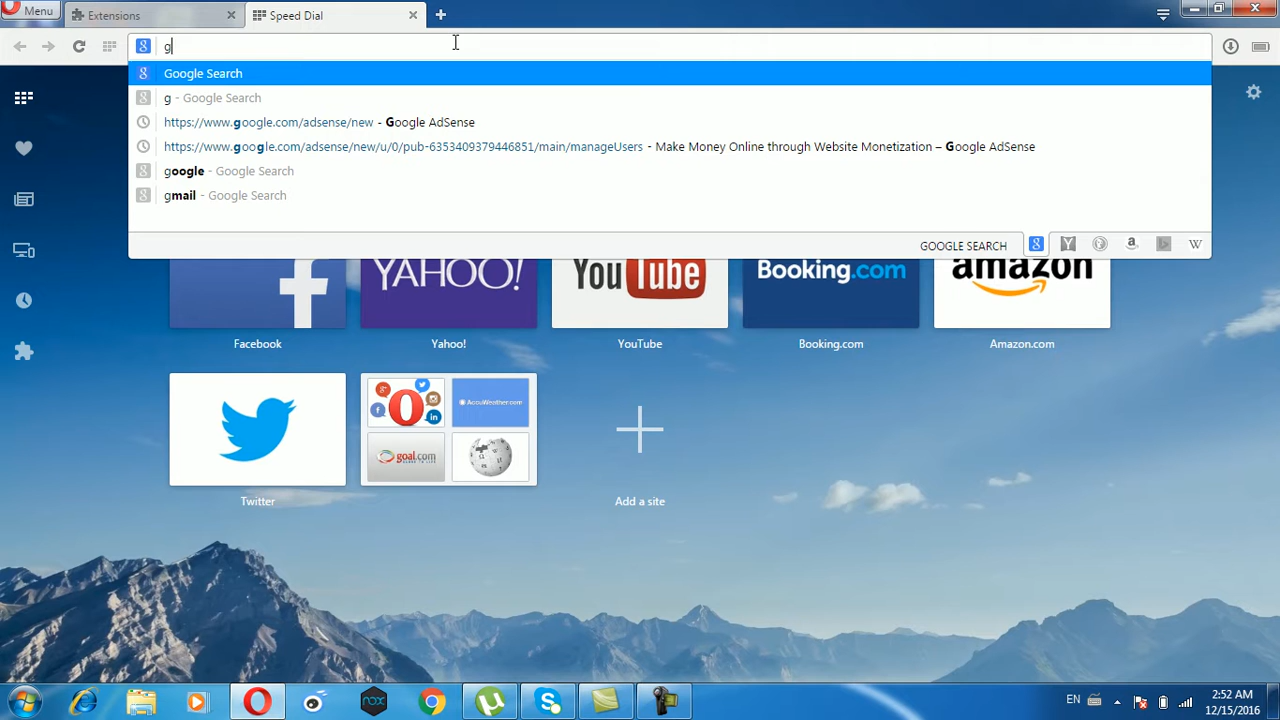 Menu
Extensions
Speed Dial
g
Google Search
g - Google Search
https://www.google.com/adsense/new - Google AdSense
https://www.google.com/adsense/new/u/0/pub-6353409379446851/main/manageUsers - Make Money Online through Website Monetization – Google AdSense
google - Google Search
gmail - Google Search
GOOGLE SEARCH
YAHOO!
YouTube
Booking.com
amazon
Facebook
Yahoo!
YouTube
Booking.com
Amazon.com
AccuWeather.com
goal.com
Twitter
Add a site
EN
2:52 AM
12/15/2016